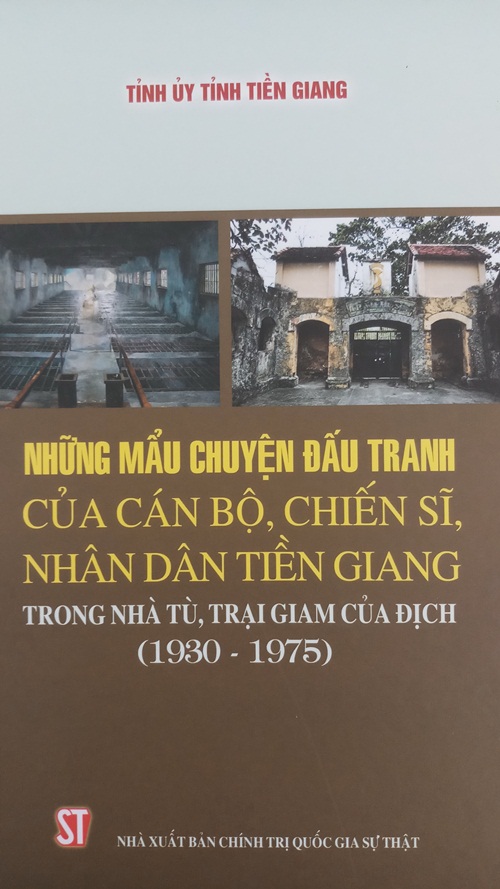 TỈNH ỦY TỈNH TIỀN GIANG
NHỮNG MẨU CHUYỆN ĐẤU TRANH
CỦA CÁN BỘ, CHIẾN SĨ,
NHÂN DÂN TIỀN GIANG
TRONG NHÀ TÙ, TRẠI GIAM CỦA ĐỊCH
(1930 - 1975)
ST
NHÀ XUẤT BẢN CHÍNH TRỊ QUỐC GIA SỰ THẬT